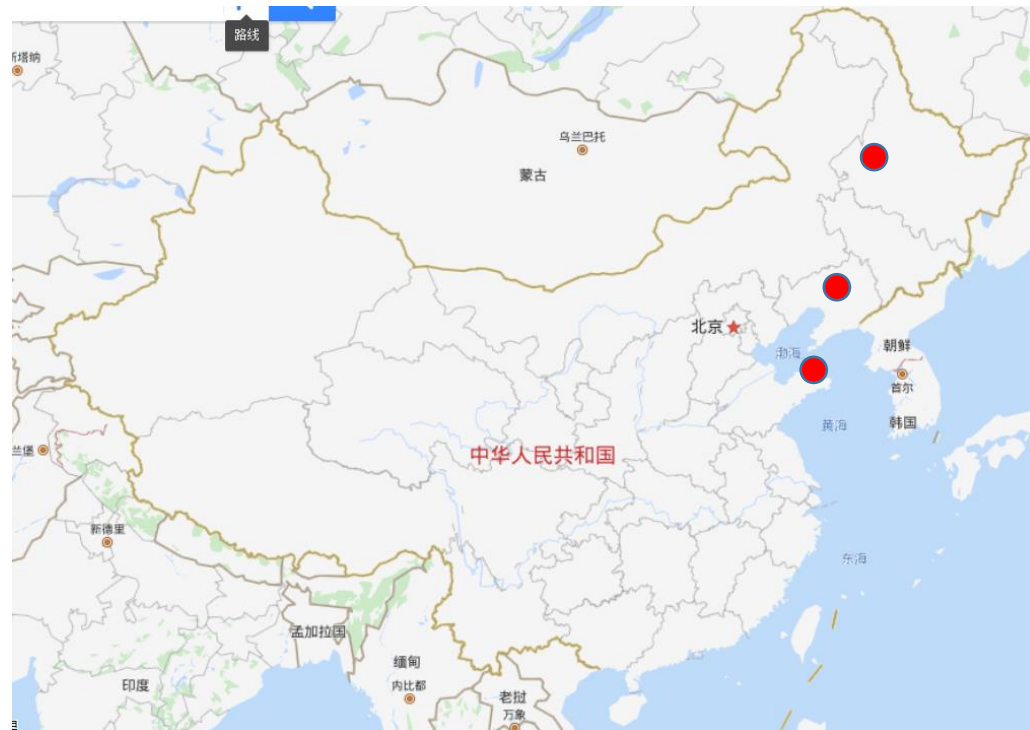 路线
塔纳
乌兰巴托
蒙古
北京
渤海
朝鲜
首尔
兰堡
黄海
韩国
中华人民共和国
新德里
东海
孟加拉国
缅甸
印度
内比都
老挝
万象